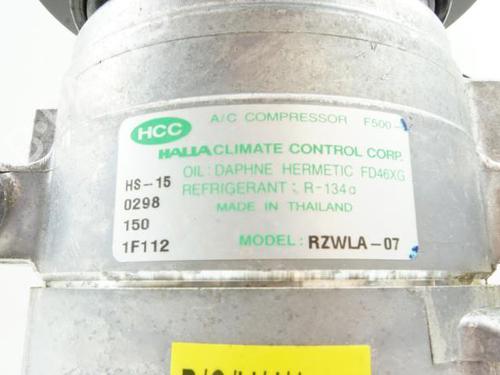 HCC
A/C COMPRESSOR F500-
HALLA CLIMATE CONTROL CORP.
OIL: DAPHNE HERMETIC FD46XG
REFRIGERANT: R-134a
MADE IN THAILAND
HS-15
0298
150
1F112
MODEL: RZWLA-07